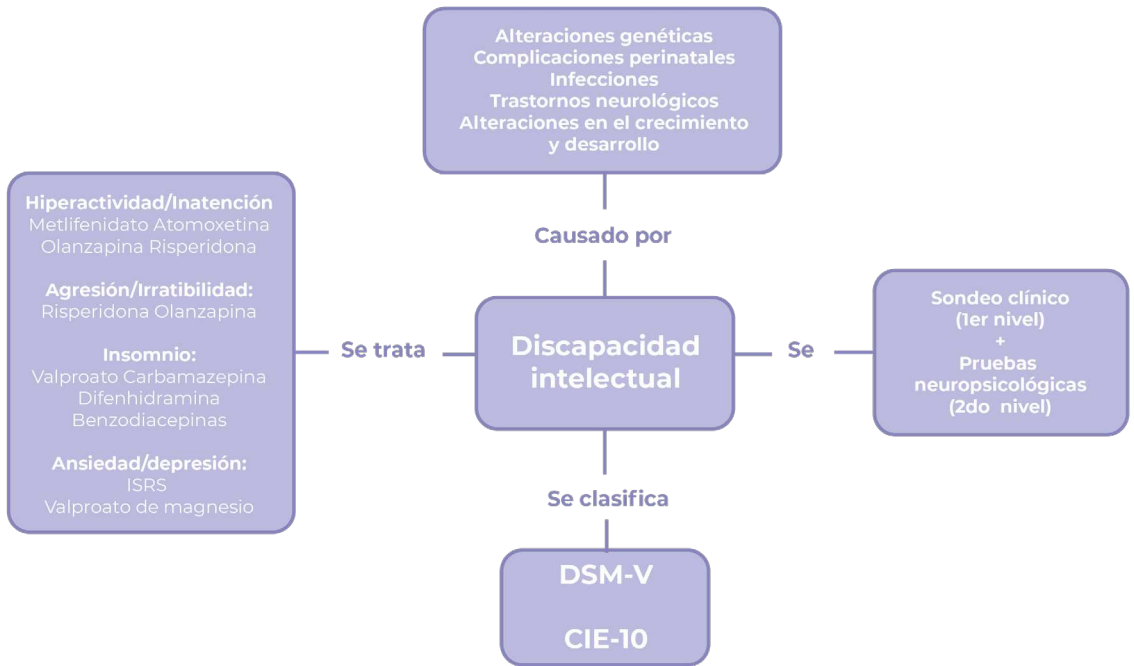 Alteraciones genéticas
Complicaciones perinatales
Infecciones
Trastornos neurológicos
Alteraciones en el crecimiento
y desarrollo
Causado por
Hiperactividad/Inatención
Metlifenidato Atomoxetina
Olanzapina Risperidona
Agresión/Irratibilidad:
Risperidona Olanzapina
Insomnio:
Valproato Carbamazepina
Difenhidramina
Benzodiacepinas
Ansiedad/depresión:
ISRS
Valproato de magnesio
Se trata
Discapacidad
intelectual
Se
Sondeo clínico
(1er nivel)
+
Pruebas
neuropsicológicas
(2do nivel)
Se clasifica
DSM-V
CIE-10